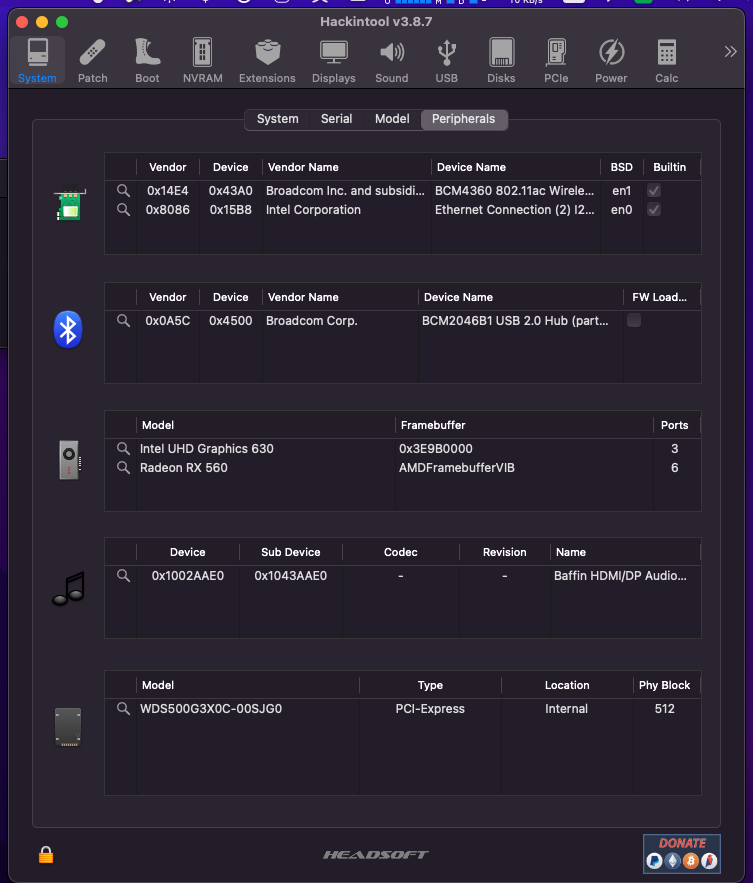 Hackintool v3.8.7
System Patch Boot NVRAM Extensions Displays Sound USB Disks PCIe Power Calc
System Serial Model Peripherals
Vendor Device Vendor Name Device Name BSD Builtin
0x14E4 0x43A0 Broadcom Inc. and subsidi... BCM4360 802.11ac Wirele... en1
0x8086 0x15B8 Intel Corporation Ethernet Connection (2) I2... en0
Vendor Device Vendor Name Device Name FW Load...
0x0A5C 0x4500 Broadcom Corp. BCM2046B1 USB 2.0 Hub (part...
Model Framebuffer Ports
Intel UHD Graphics 630 0x3E9B0000 3
Radeon RX 560 AMDFramebufferVIB 6
Device Sub Device Codec Revision Name
0x1002AAE0 0x1043AAE0 - - Baffin HDMI/DP Audio...
Model Type Location Phy Block
WDS500G3X0C-00SJG0 PCI-Express Internal 512
HEADSOFT
DONATE